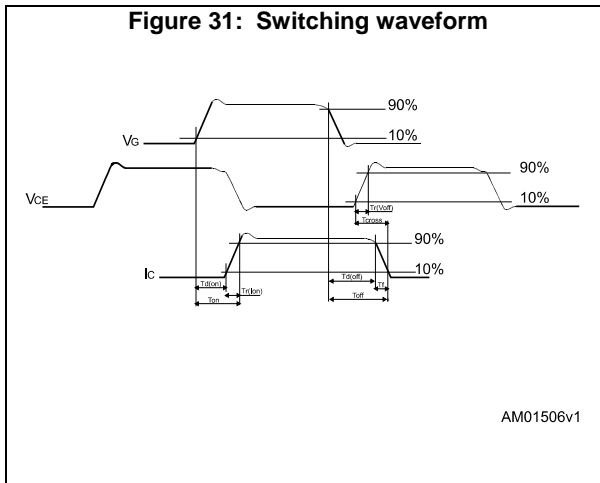 Figure 31: Switching waveform
90%
VG
10%
90%
VCE
10%
Tr(Voff)
Tcross
90%
IC
10%
Td(on)
Td(off)
Tf
Tr(Ion)
Ton
Toff
AM01506v1